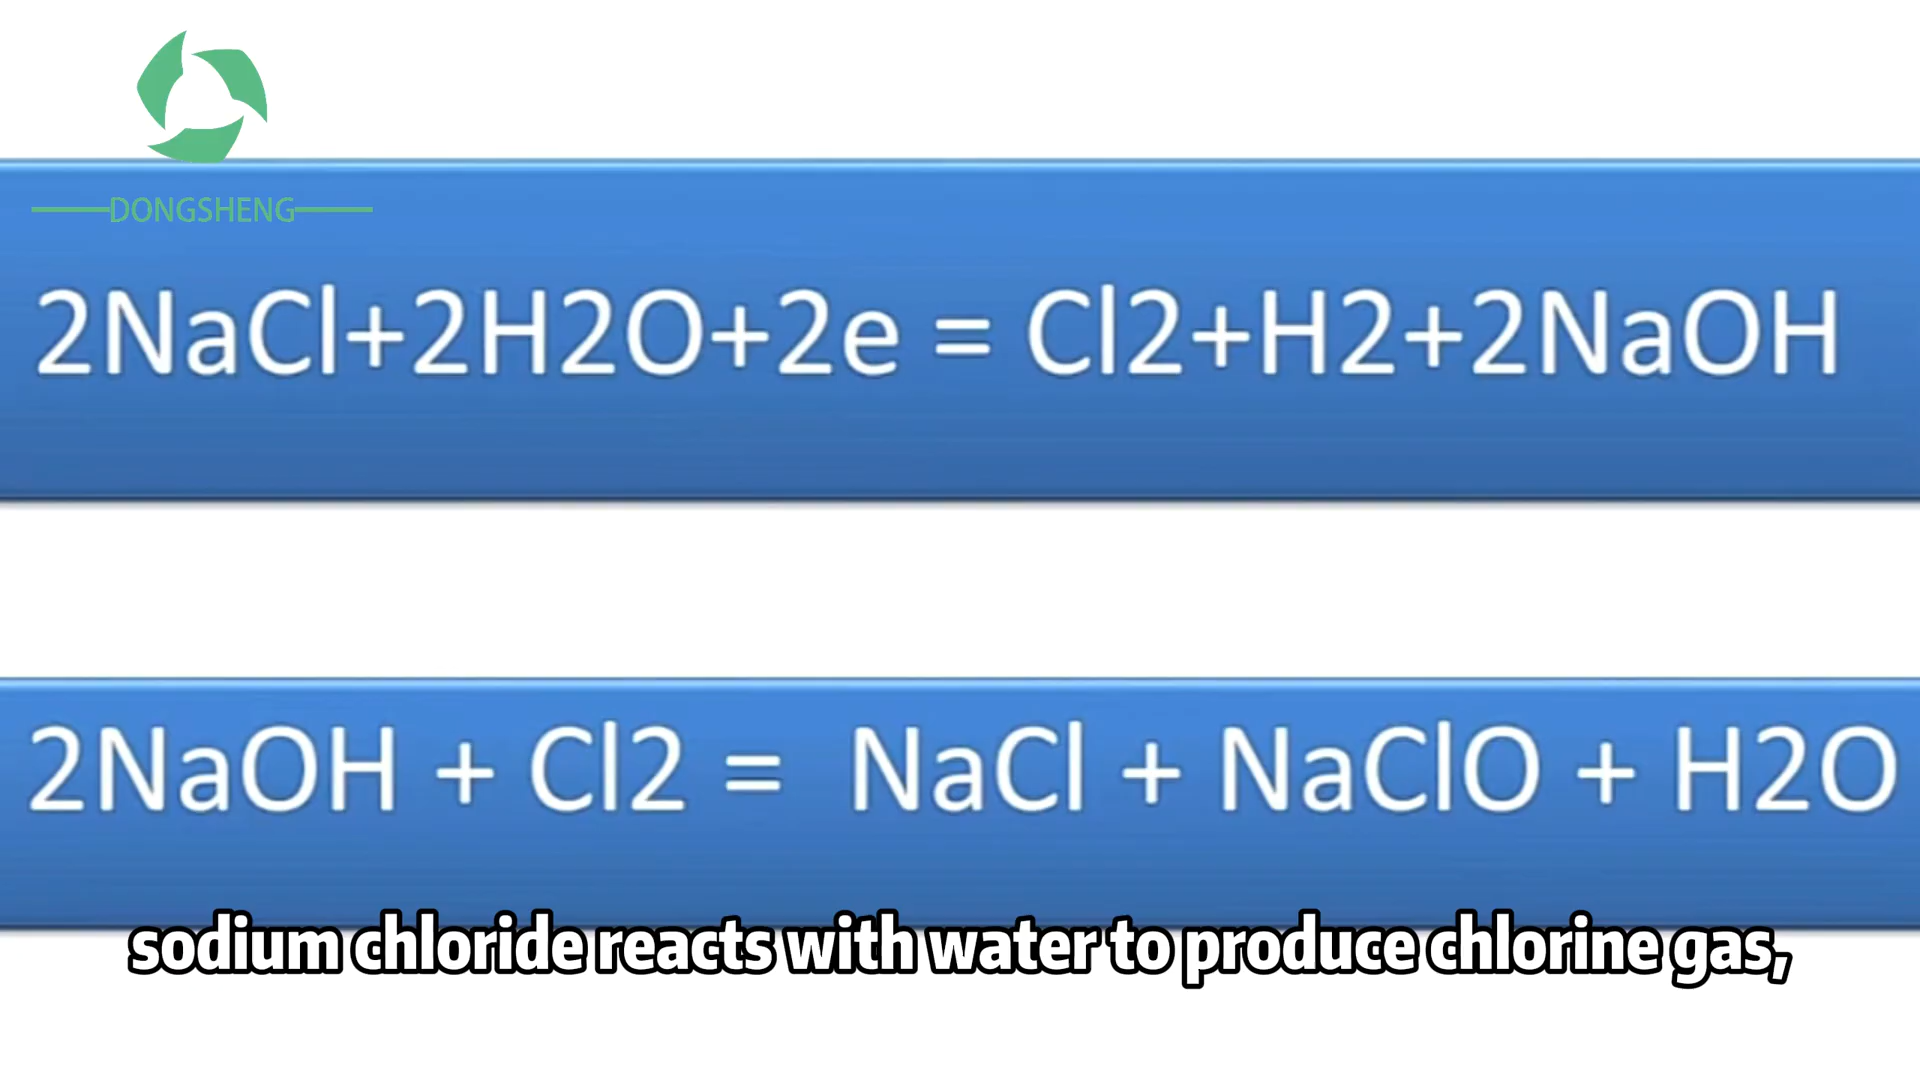 DONGSHENG
2NaCl+2H2O+2e = Cl2+H2+2NaOH
2NaOH + Cl2 = NaCl + NaClO + H2O
sodium chloride reacts with water to produce chlorine gas,